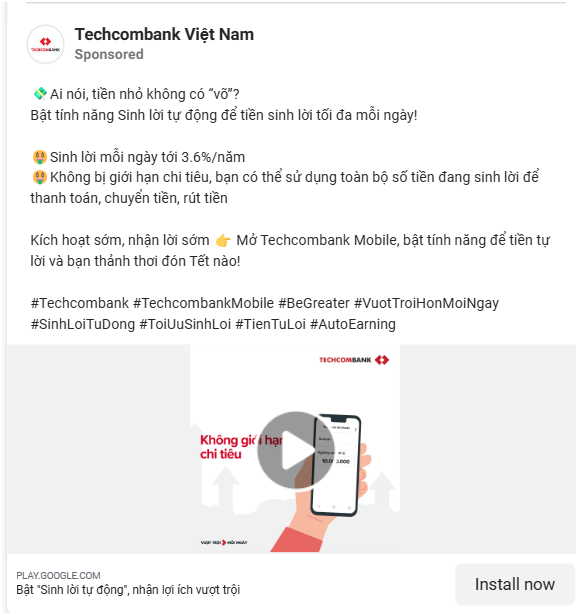 Techcombank Việt Nam
Sponsored
💸 Ai nói, tiền nhỏ không có “võ”?
Bật tính năng Sinh lời tự động để tiền sinh lời tối đa mỗi ngày!
🤑Sinh lời mỗi ngày tới 3.6%/năm
🤑Không bị giới hạn chi tiêu, bạn có thể sử dụng toàn bộ số tiền đang sinh lời để
thanh toán, chuyển tiền, rút tiền
Kích hoạt sớm, nhận lời sớm 👉 Mở Techcombank Mobile, bật tính năng để tiền tự
lời và bạn thảnh thơi đón Tết nào!
#Techcombank #TechcombankMobile #BeGreater #VuotTroiHonMoiNgay
#SinhLoiTuDong #ToiUuSinhLoi #TienTuLoi #AutoEarning
TECHCOMBANK
Không giới hạn
chi tiêu
VƯỢT TRỘI MỖI NGÀY
PLAY.GOOGLE.COM
Bật "Sinh lời tự động", nhận lợi ích vượt trội
Install now